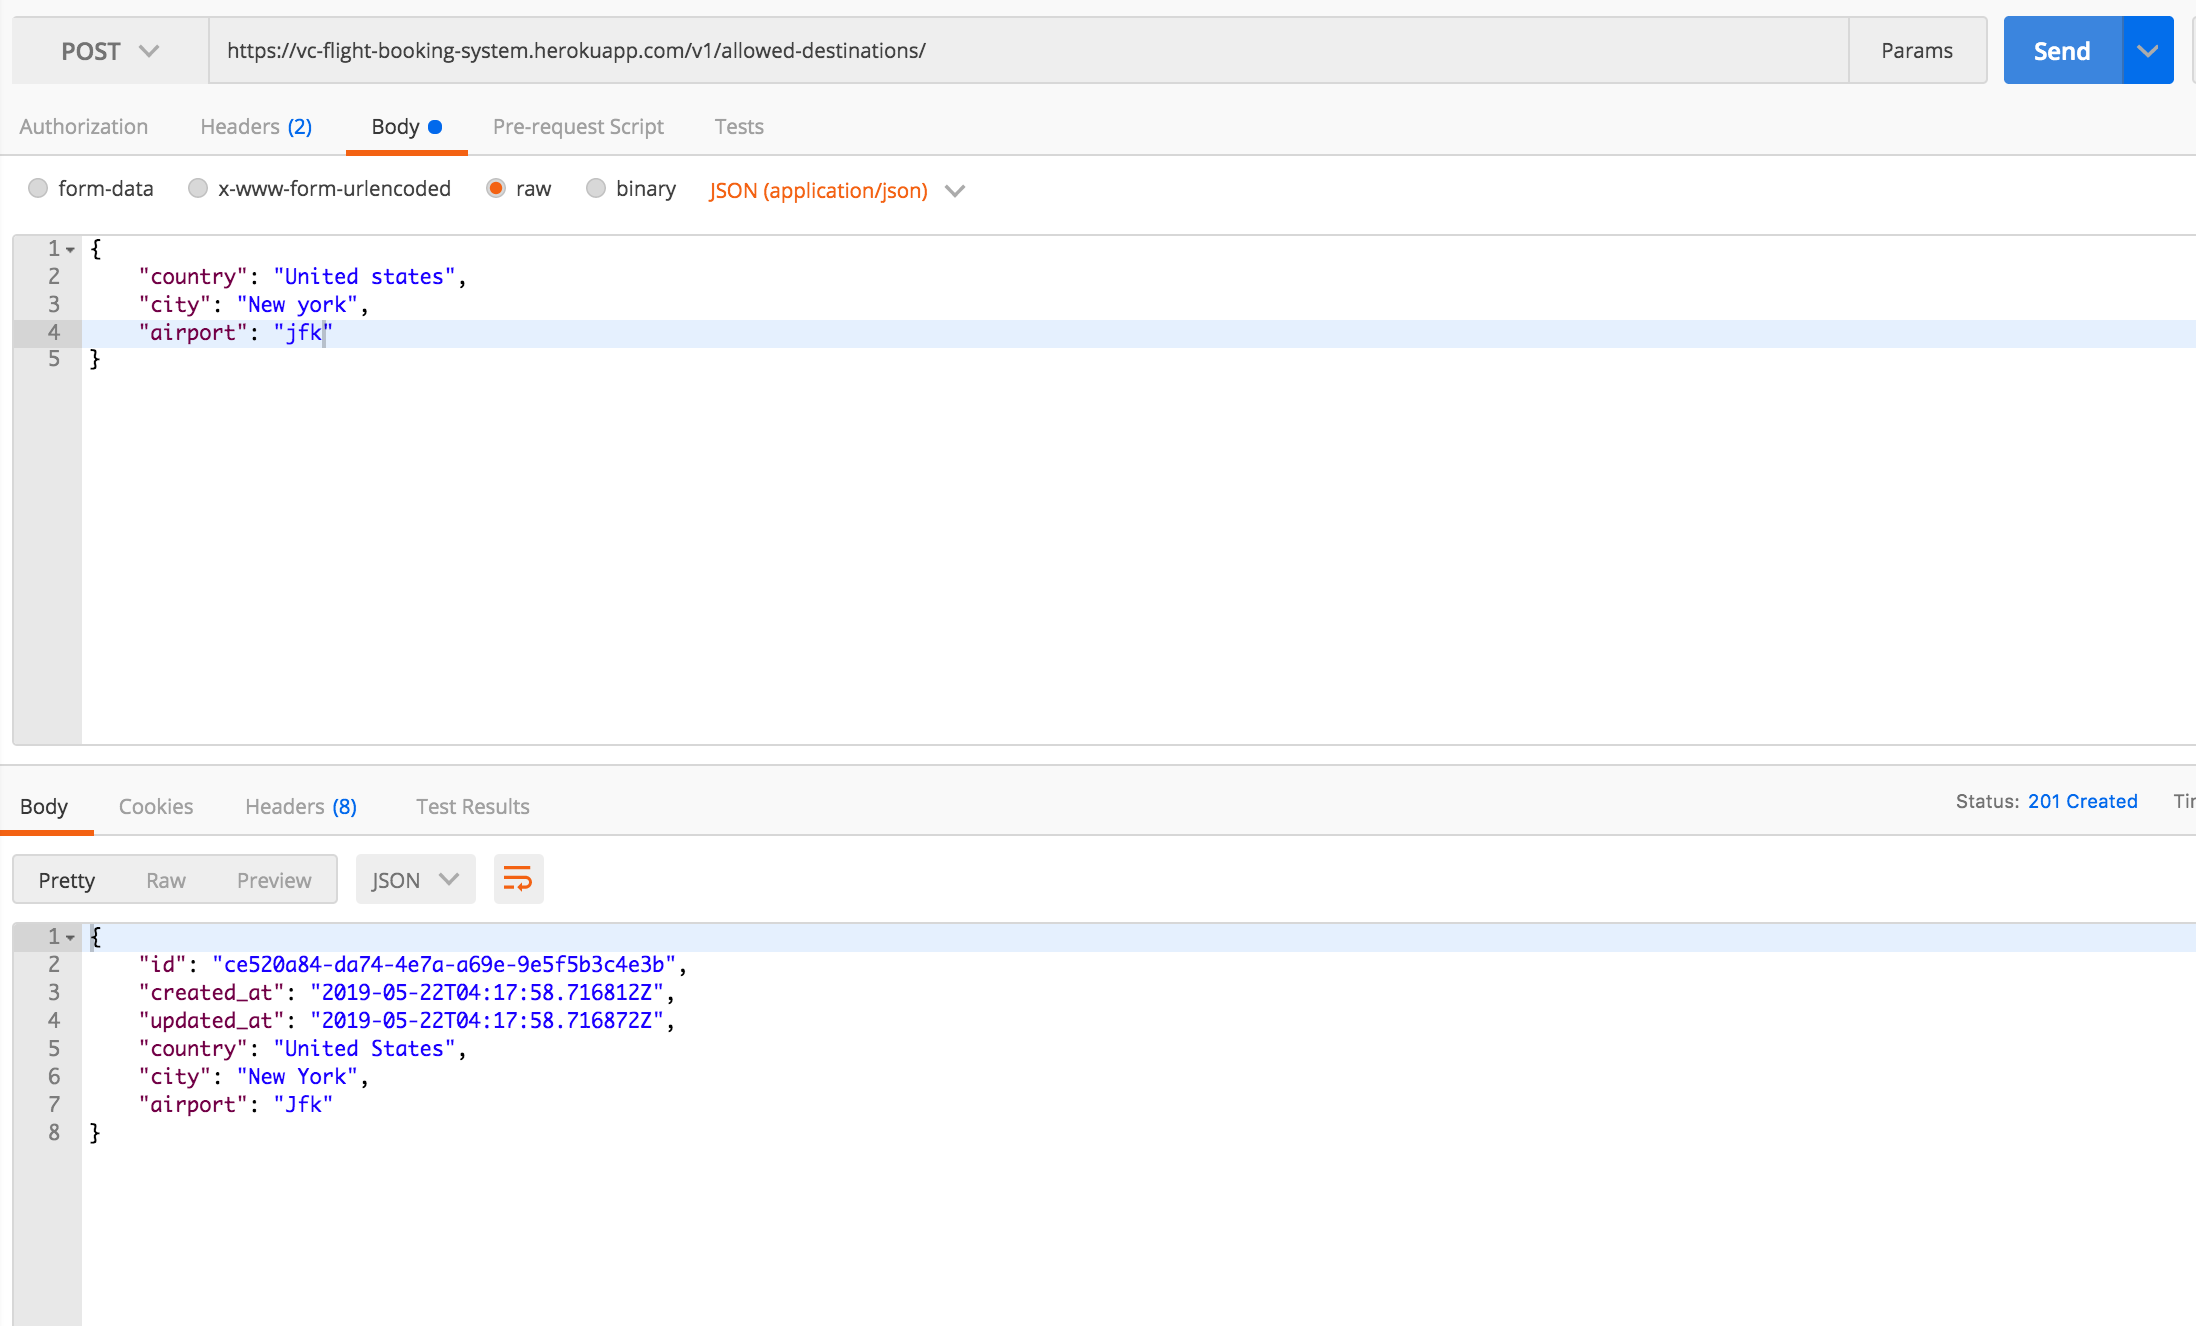 POST https://vc-flight-booking-system.herokuapp.com/v1/allowed-destinations/ Params Send
Authorization Headers (2) Body Pre-request Script Tests
form-data x-www-form-urlencoded raw binary JSON (application/json)
1 {
2 "country": "United states",
3 "city": "New york",
4 "airport": "jfk"
5 }
Body Cookies Headers (8) Test Results Status: 201 Created
Pretty Raw Preview JSON
1 {
2 "id": "ce520a84-da74-4e7a-a69e-9e5f5b3c4e3b",
3 "created_at": "2019-05-22T04:17:58.716812Z",
4 "updated_at": "2019-05-22T04:17:58.716872Z",
5 "country": "United States",
6 "city": "New York",
7 "airport": "Jfk"
8 }